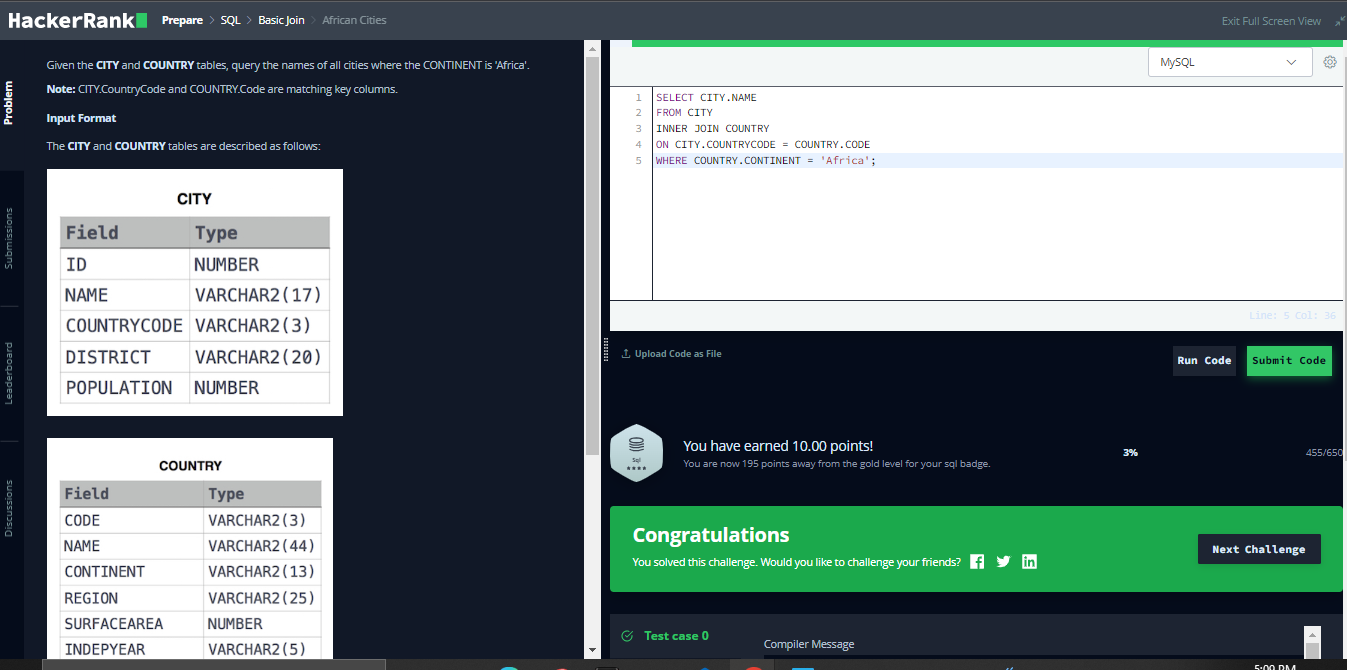 HackerRank
Prepare > SQL > Basic Join > African Cities
Exit Full Screen View
Problem
Submissions
Leaderboard
Discussions
Given the CITY and COUNTRY tables, query the names of all cities where the CONTINENT is 'Africa'.
Note: CITY.CountryCode and COUNTRY.Code are matching key columns.
Input Format
The CITY and COUNTRY tables are described as follows:
CITY
Field Type
ID NUMBER
NAME VARCHAR2(17)
COUNTRYCODE VARCHAR2(3)
DISTRICT VARCHAR2(20)
POPULATION NUMBER
COUNTRY
Field Type
CODE VARCHAR2(3)
NAME VARCHAR2(44)
CONTINENT VARCHAR2(13)
REGION VARCHAR2(25)
SURFACEAREA NUMBER
INDEPYEAR VARCHAR2(5)
MySQL
1 SELECT CITY.NAME
2 FROM CITY
3 INNER JOIN COUNTRY
4 ON CITY.COUNTRYCODE = COUNTRY.CODE
5 WHERE COUNTRY.CONTINENT = 'Africa';
Line: 5 Col: 36
Upload Code as File
Run Code
Submit Code
Sql
You have earned 10.00 points!
You are now 195 points away from the gold level for your sql badge.
3%
455/650
Congratulations
You solved this challenge. Would you like to challenge your friends?
Next Challenge
Test case 0
Compiler Message
5:09 PM